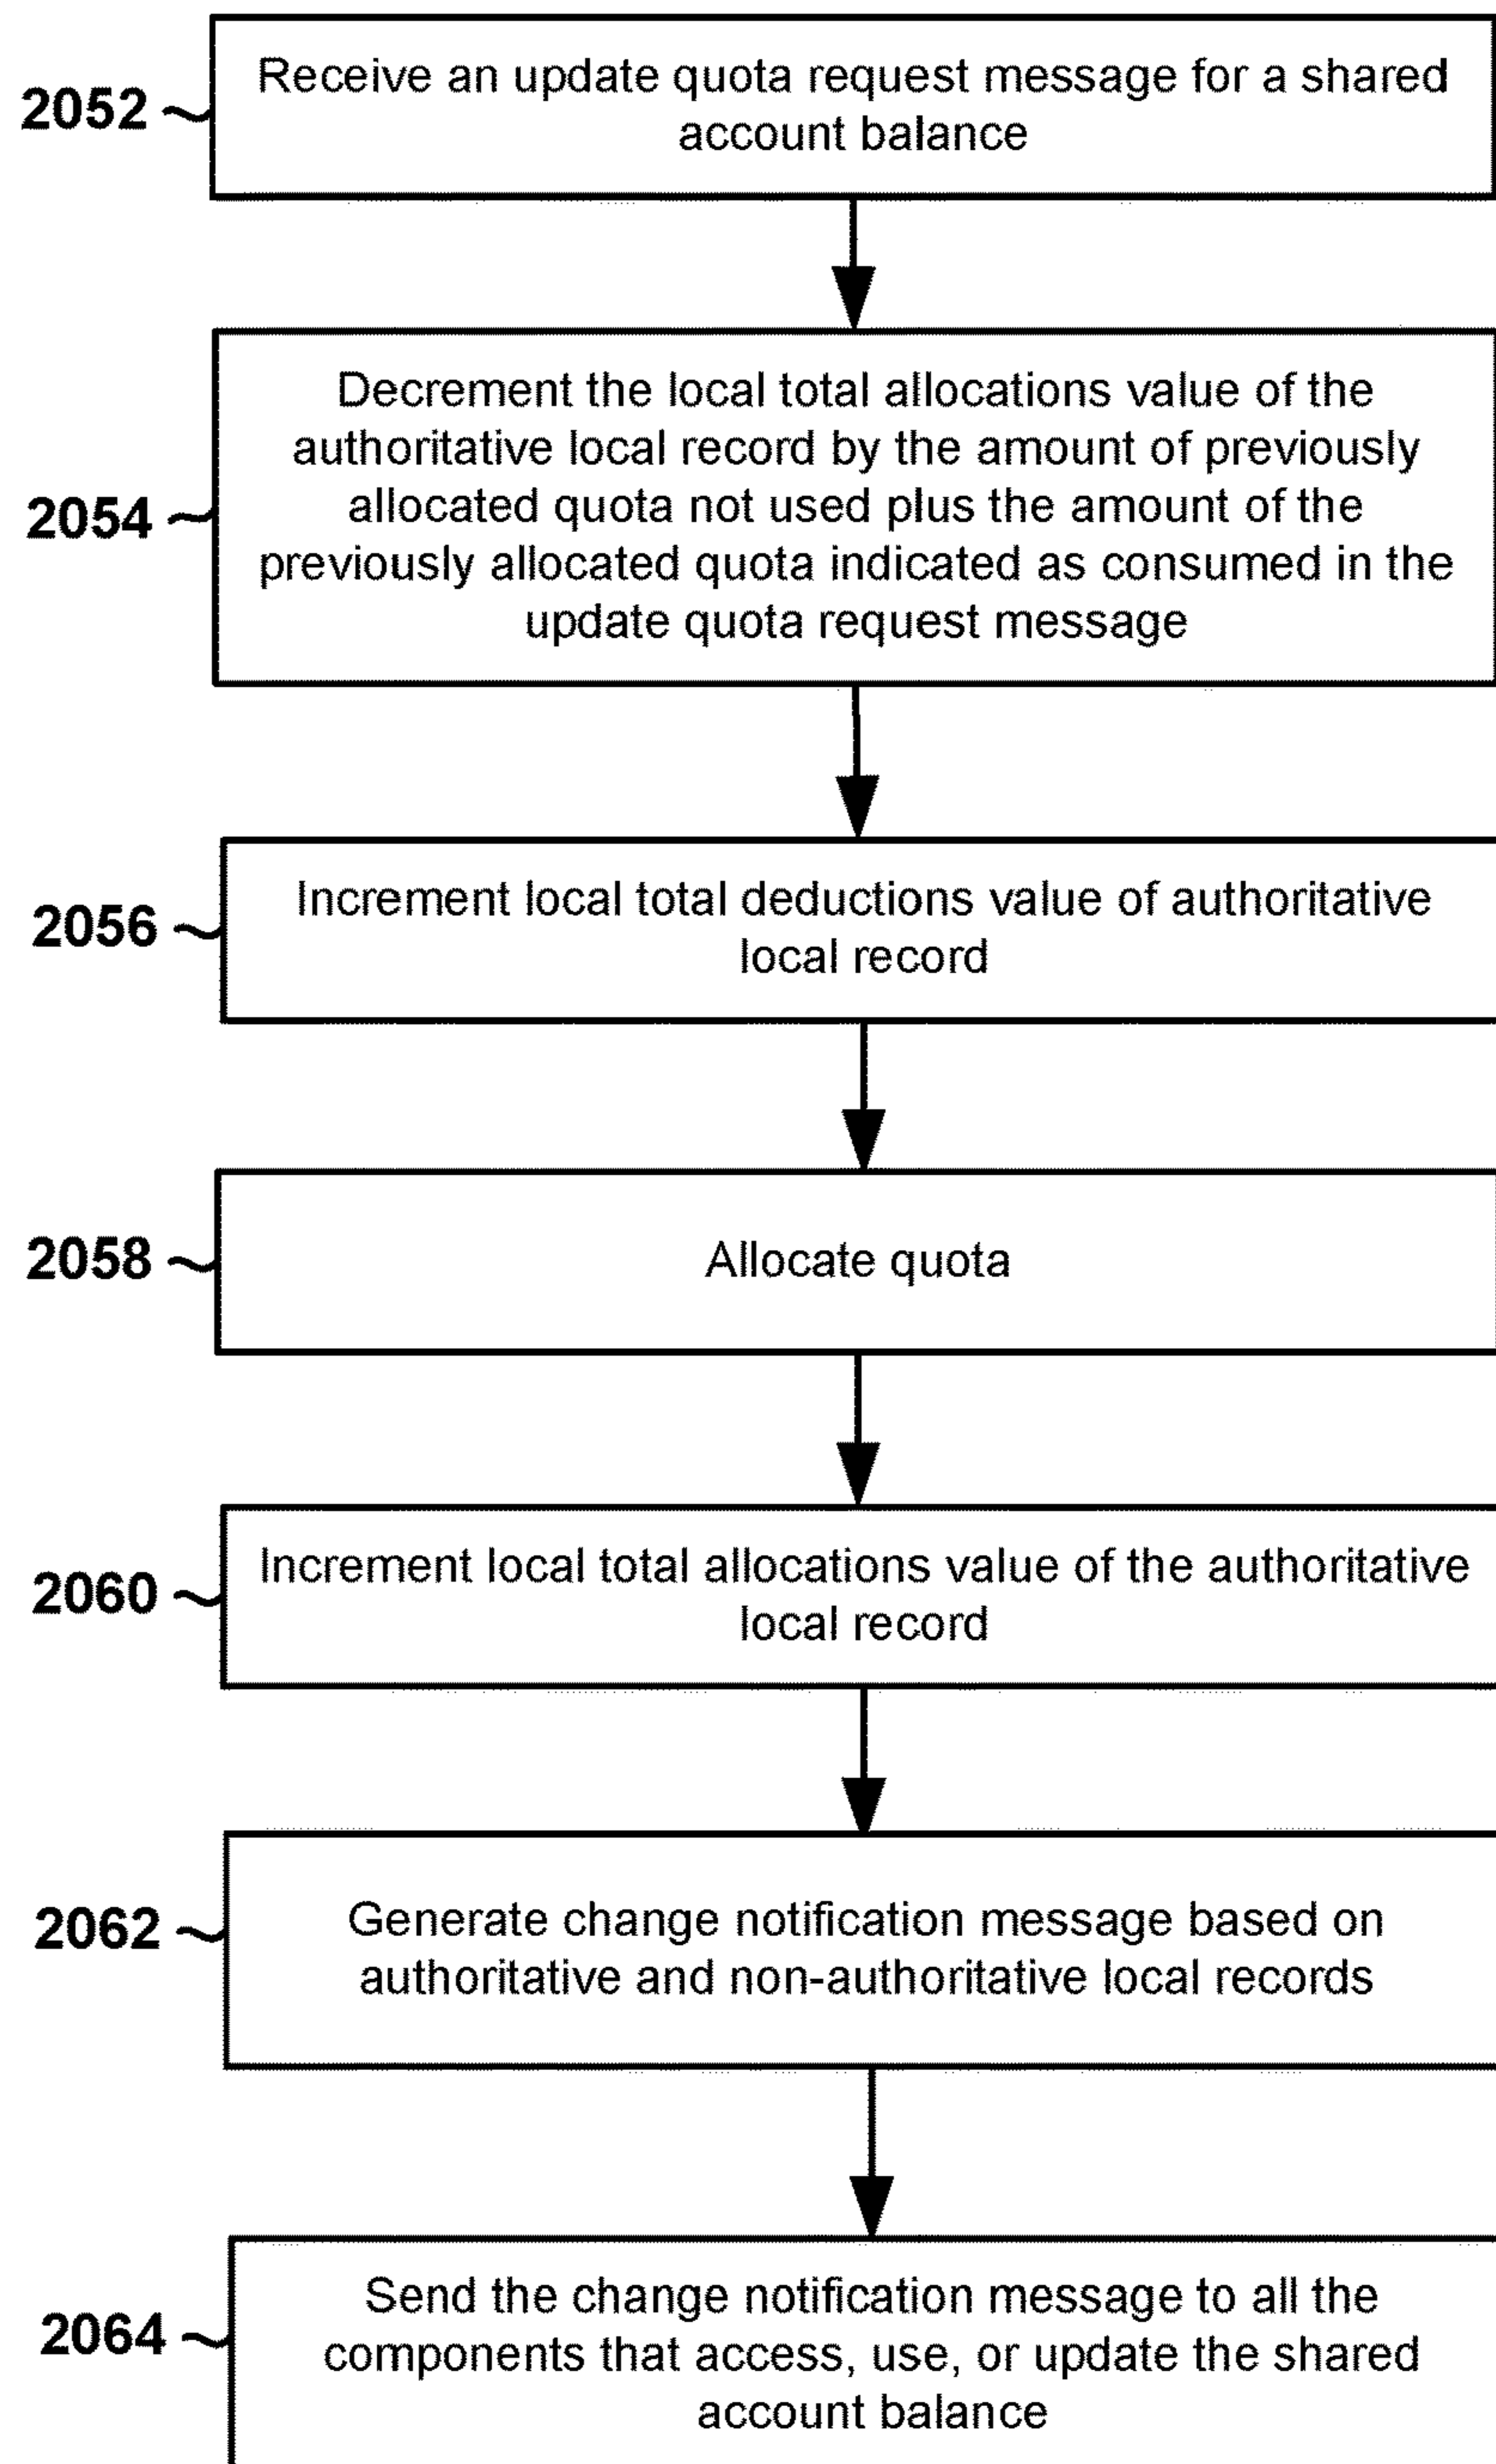 2052
Receive an update quota request message for a shared
account balance
2054
Decrement the local total allocations value of the
authoritative local record by the amount of previously
allocated quota not used plus the amount of the
previously allocated quota indicated as consumed in the
update quota request message
2056
Increment local total deductions value of authoritative
local record
2058
Allocate quota
2060
Increment local total allocations value of the authoritative
local record
2062
Generate change notification message based on
authoritative and non-authoritative local records
2064
Send the change notification message to all the
components that access, use, or update the shared
account balance